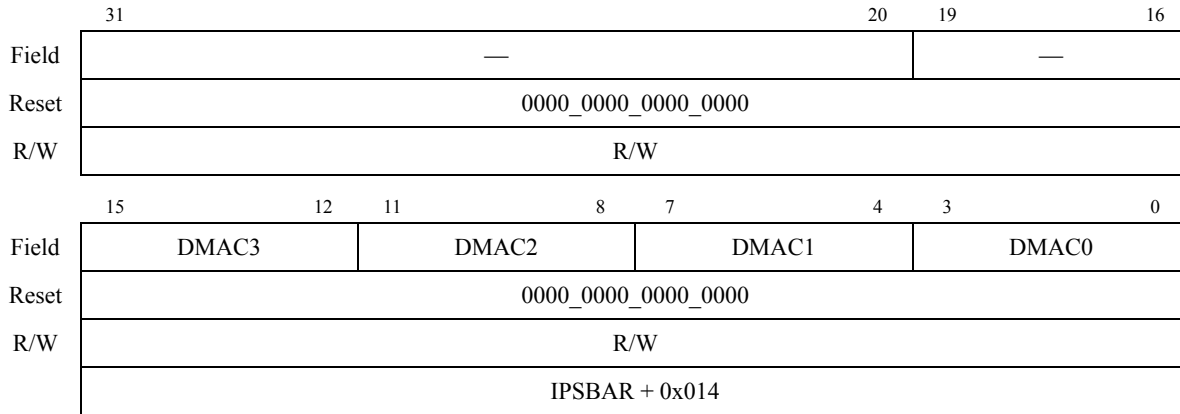 31 20 19 16
Field — —
Reset 0000_0000_0000_0000
R/W R/W
15 12 11 8 7 4 3 0
Field DMAC3 DMAC2 DMAC1 DMAC0
Reset 0000_0000_0000_0000
R/W R/W
IPSBAR + 0x014